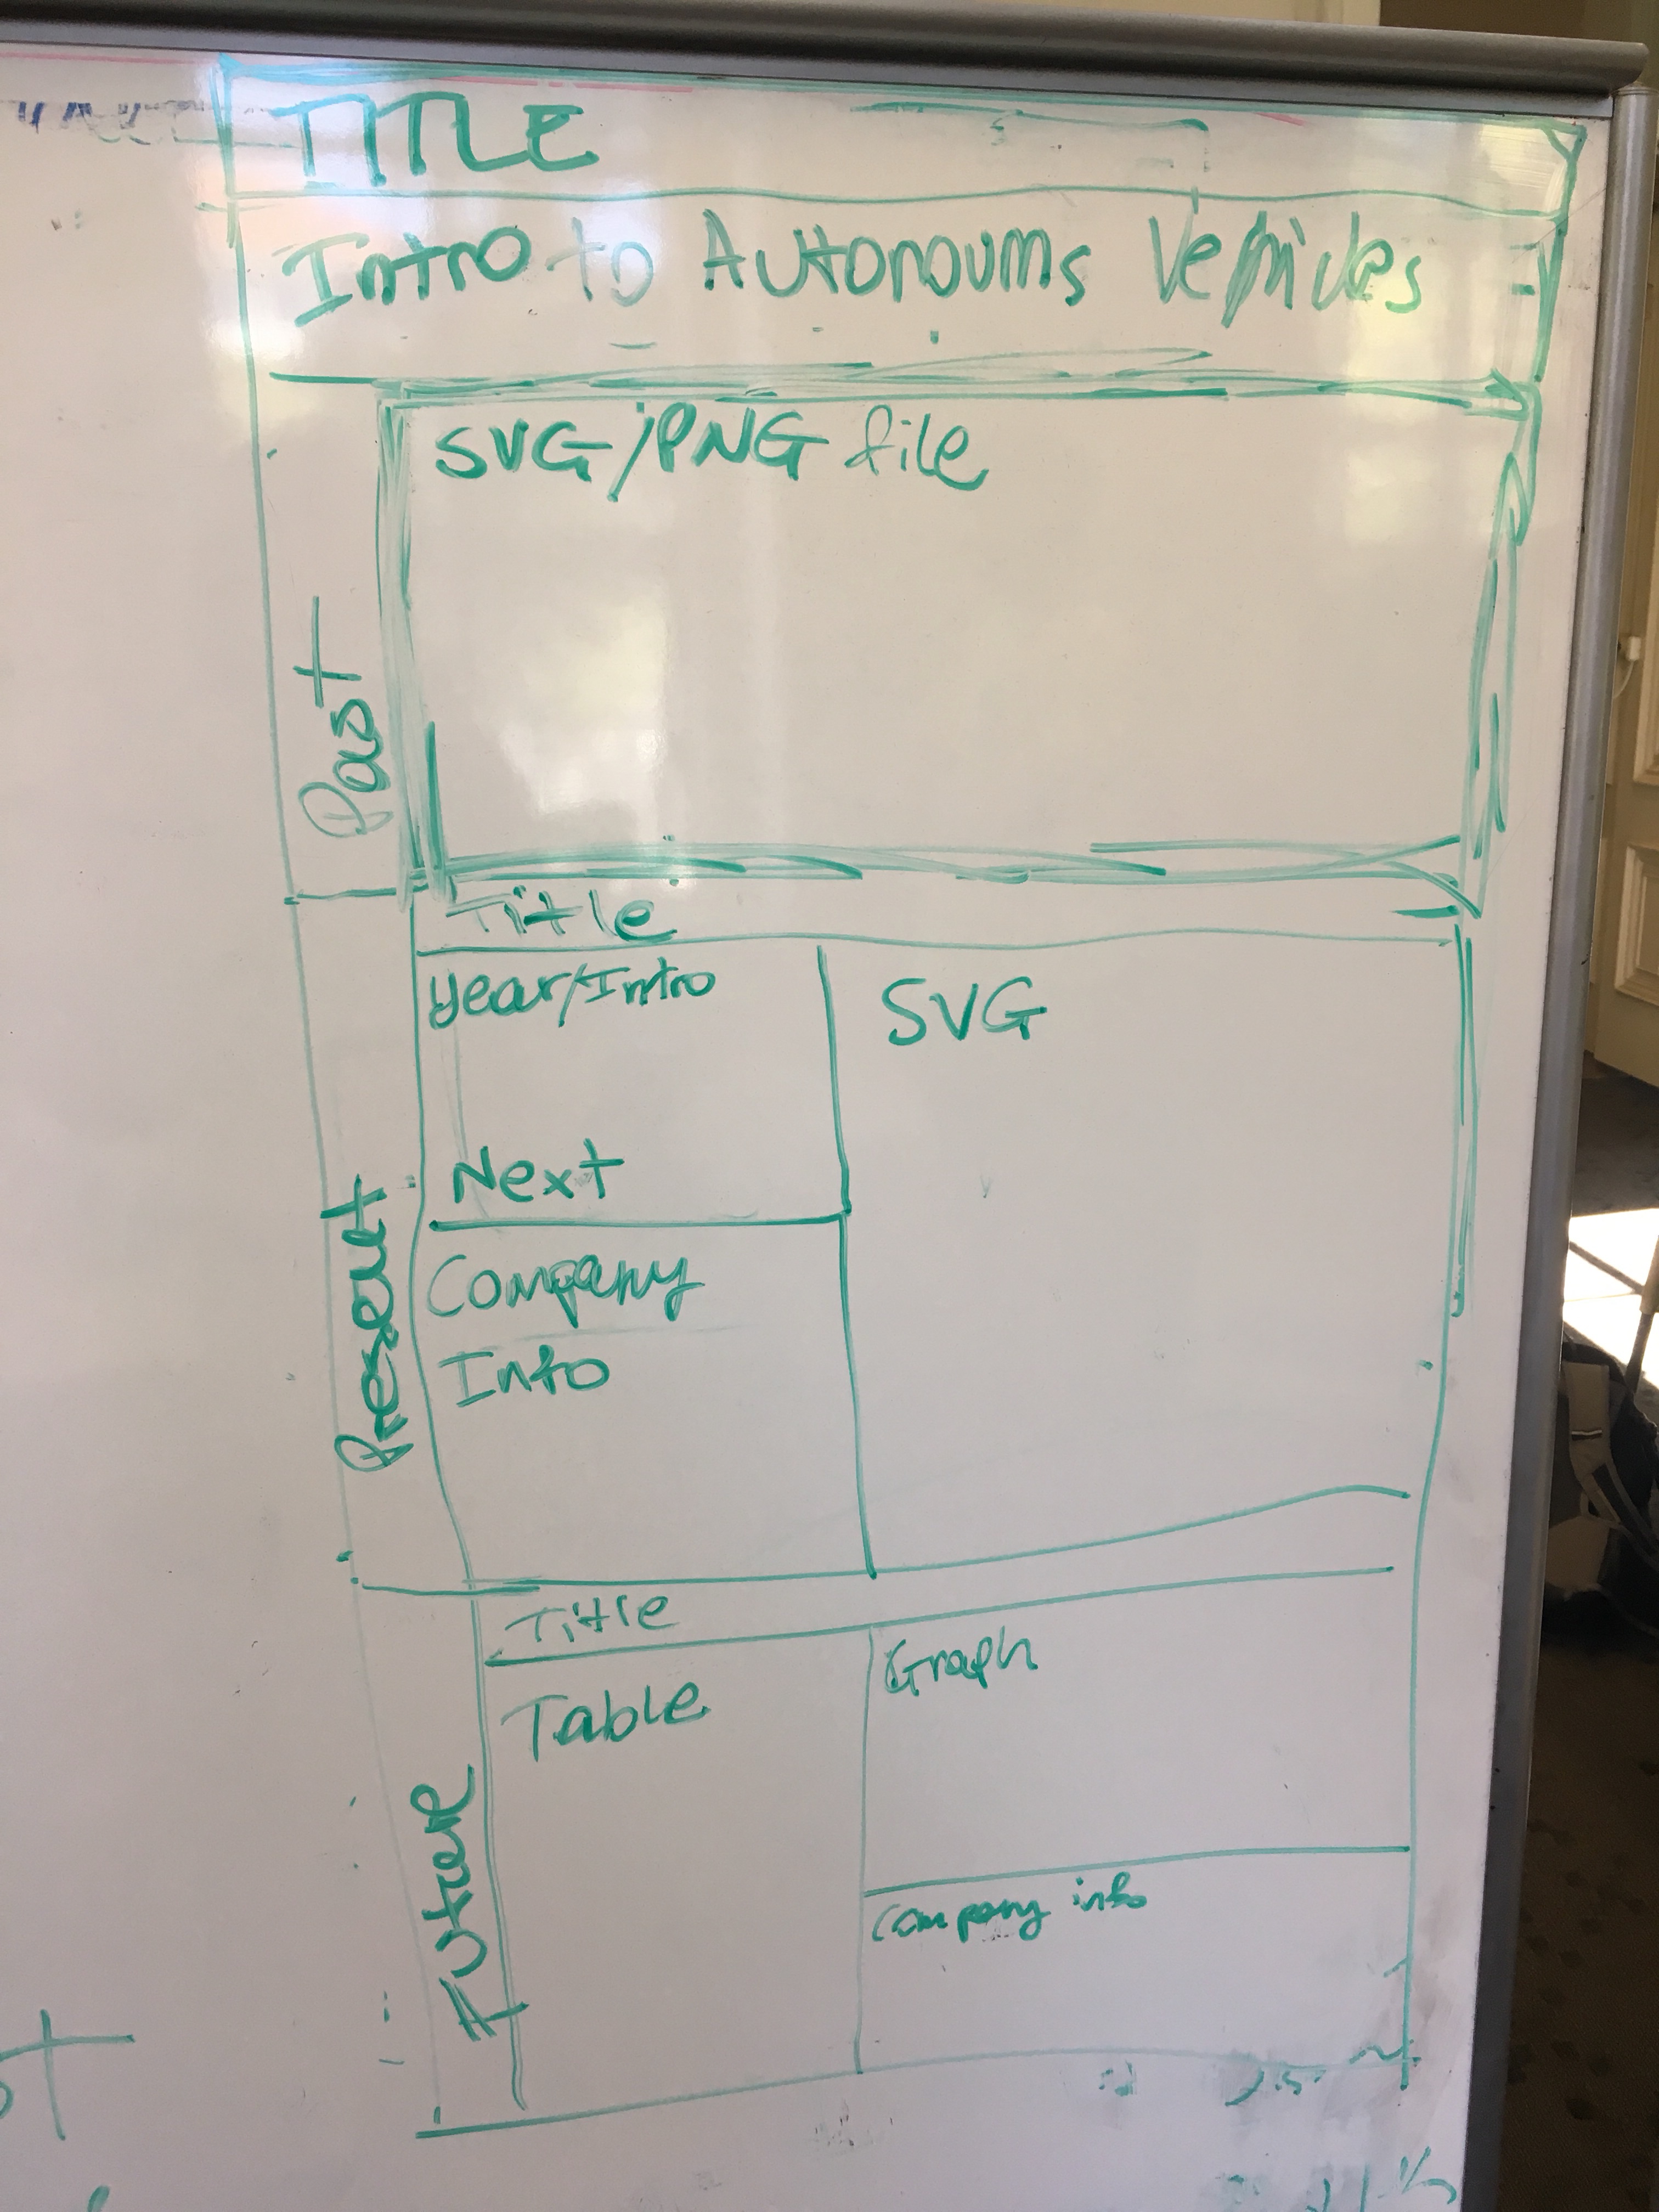 TITLE
Intro to Autonoums Vehicles
Past
SVG/PNG file
Present
Title
Year/Intro
Next
SVG
Company
Info
Future
Title
Table
Graph
Company info